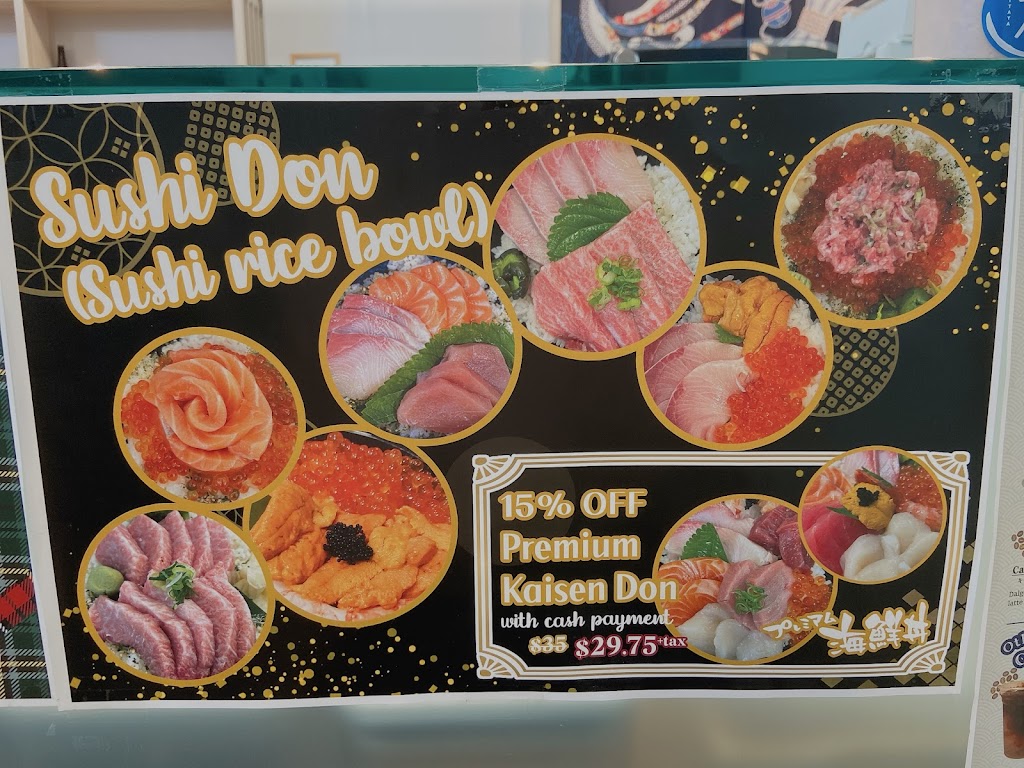 Sushi Don
(Sushi rice bowl)
15% OFF
Premium
Kaisen Don
with cash payment
$35 $29.75+tax
プレミアム
海鮮丼